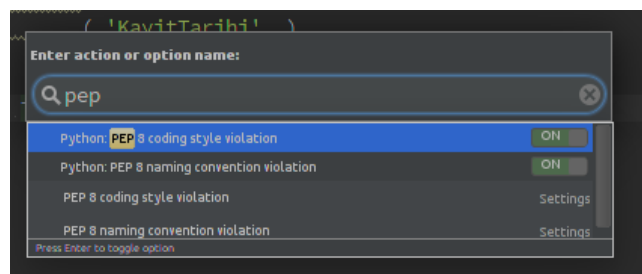 ( 'KayitTarihi' )
Enter action or option name:
pep
Python: PEP 8 coding style violation ON
Python: PEP 8 naming convention violation ON
PEP 8 coding style violation Settings
PEP 8 naming convention violation Settings
Press Enter to toggle option